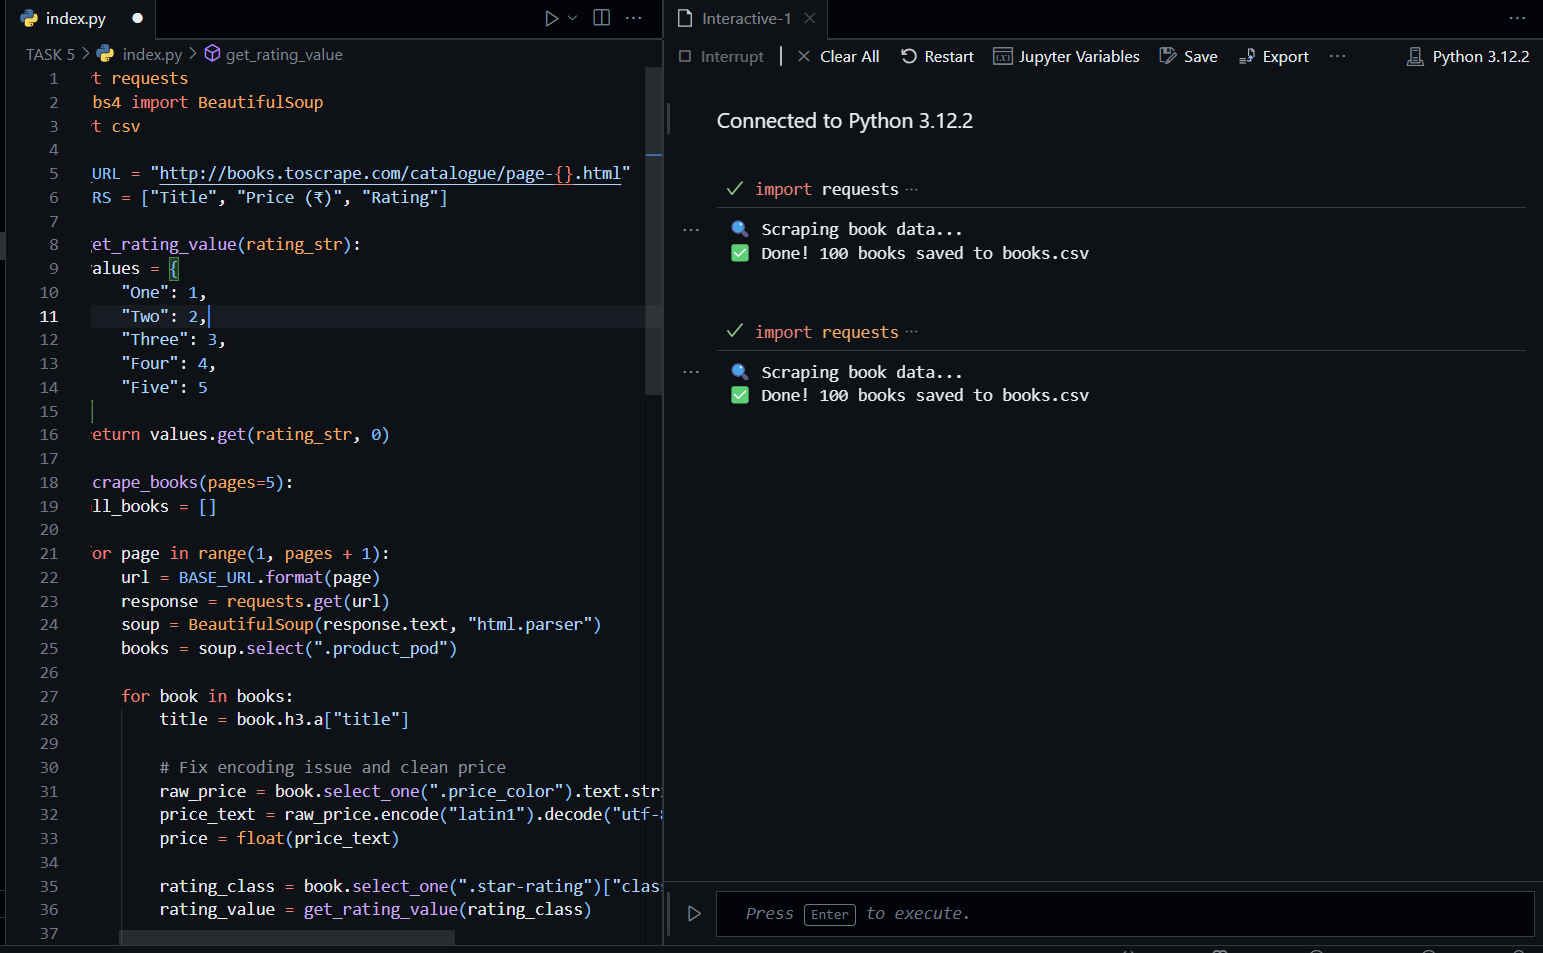 index.py
TASK 5 > index.py > get_rating_value
1 t requests
2 bs4 import BeautifulSoup
3 t csv
4
5 URL = "http://books.toscrape.com/catalogue/page-{}.html"
6 RS = ["Title", "Price (₹)", "Rating"]
7
8 et_rating_value(rating_str):
9 alues = {
10 "One": 1,
11 "Two": 2,
12 "Three": 3,
13 "Four": 4,
14 "Five": 5
15
16 eturn values.get(rating_str, 0)
17
18 crape_books(pages=5):
19 ll_books = []
20
21 or page in range(1, pages + 1):
22 url = BASE_URL.format(page)
23 response = requests.get(url)
24 soup = BeautifulSoup(response.text, "html.parser")
25 books = soup.select(".product_pod")
26
27 for book in books:
28 title = book.h3.a["title"]
29
30 # Fix encoding issue and clean price
31 raw_price = book.select_one(".price_color").text.stri
32 price_text = raw_price.encode("latin1").decode("utf-8
33 price = float(price_text)
34
35 rating_class = book.select_one(".star-rating")["clas
36 rating_value = get_rating_value(rating_class)
37
Interactive-1
Interrupt | Clear All Restart Jupyter Variables Save Export ··· Python 3.12.2
Connected to Python 3.12.2
import requests ···
🔍 Scraping book data...
✅ Done! 100 books saved to books.csv
import requests ···
🔍 Scraping book data...
✅ Done! 100 books saved to books.csv
Press Enter to execute.